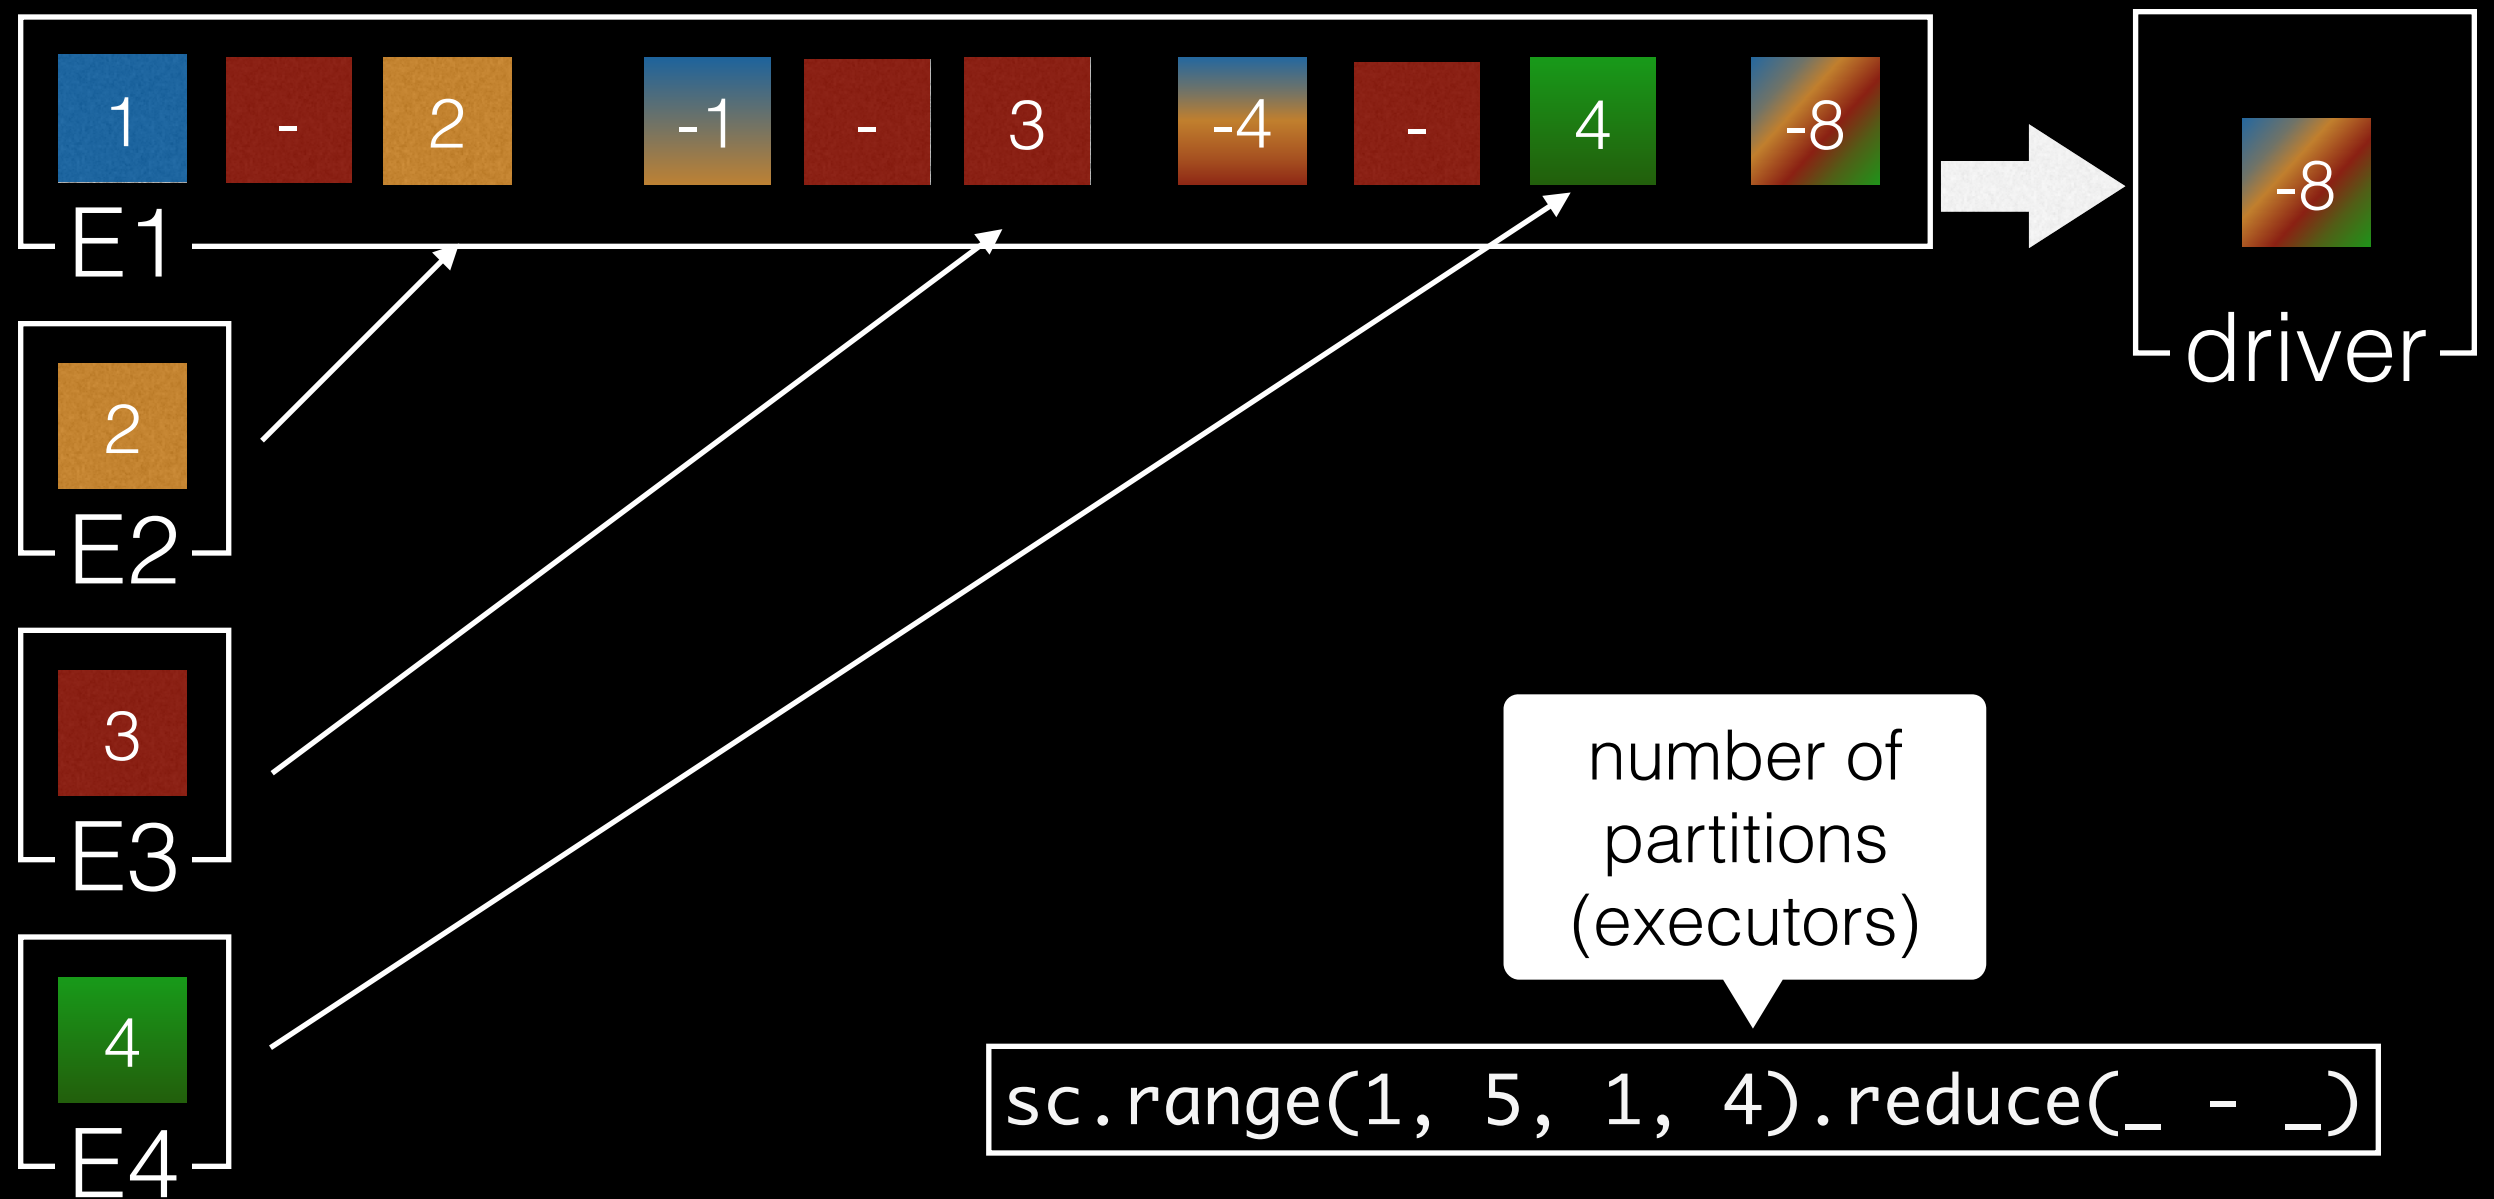 1 - 2 -1 - 3 -4 - 4 -8
E1
-8
driver
2
E2
3
E3
4
E4
number of
partitions
(executors)
sc.range(1, 5, 1, 4).reduce(_ - _)